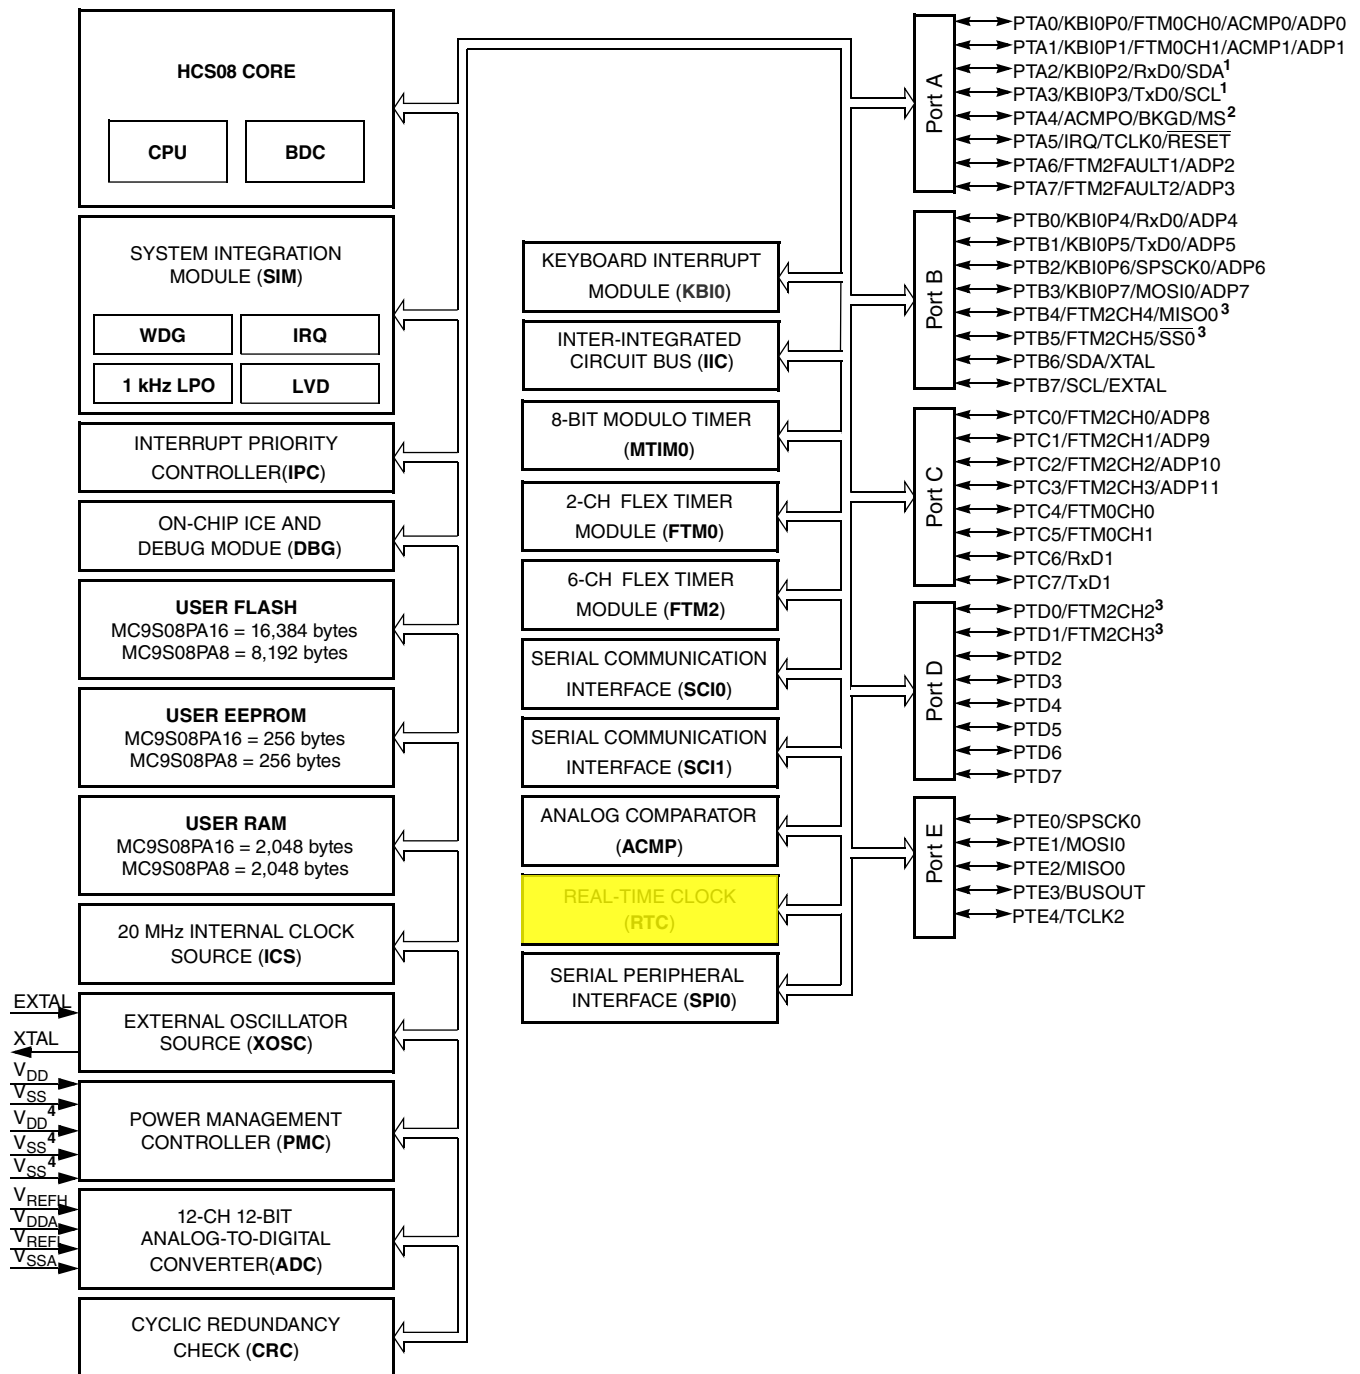 HCS08 CORE
CPU
BDC
SYSTEM INTEGRATION
MODULE (SIM)
WDG
IRQ
1 kHz LPO
LVD
INTERRUPT PRIORITY
CONTROLLER(IPC)
ON-CHIP ICE AND
DEBUG MODUE (DBG)
USER FLASH
MC9S08PA16 = 16,384 bytes
MC9S08PA8 = 8,192 bytes
USER EEPROM
MC9S08PA16 = 256 bytes
MC9S08PA8 = 256 bytes
USER RAM
MC9S08PA16 = 2,048 bytes
MC9S08PA8 = 2,048 bytes
20 MHz INTERNAL CLOCK
SOURCE (ICS)
EXTAL
XTAL
EXTERNAL OSCILLATOR
SOURCE (XOSC)
VDD
VSS
VDD4
VSS4
VSS4
POWER MANAGEMENT
CONTROLLER (PMC)
VREFH
VDDA
VREFL
VSSA
12-CH 12-BIT
ANALOG-TO-DIGITAL
CONVERTER(ADC)
CYCLIC REDUNDANCY
CHECK (CRC)
KEYBOARD INTERRUPT
MODULE (KBI0)
INTER-INTEGRATED
CIRCUIT BUS (IIC)
8-BIT MODULO TIMER
(MTIM0)
2-CH FLEX TIMER
MODULE (FTM0)
6-CH FLEX TIMER
MODULE (FTM2)
SERIAL COMMUNICATION
INTERFACE (SCI0)
SERIAL COMMUNICATION
INTERFACE (SCI1)
ANALOG COMPARATOR
(ACMP)
REAL-TIME CLOCK
(RTC)
SERIAL PERIPHERAL
INTERFACE (SPI0)
Port A
PTA0/KBI0P0/FTM0CH0/ACMP0/ADP0
PTA1/KBI0P1/FTM0CH1/ACMP1/ADP1
PTA2/KBI0P2/RxD0/SDA1
PTA3/KBI0P3/TxD0/SCL1
PTA4/ACMPO/BKGD/MS2
PTA5/IRQ/TCLK0/RESET
PTA6/FTM2FAULT1/ADP2
PTA7/FTM2FAULT2/ADP3
Port B
PTB0/KBI0P4/RxD0/ADP4
PTB1/KBI0P5/TxD0/ADP5
PTB2/KBI0P6/SPSCK0/ADP6
PTB3/KBI0P7/MOSI0/ADP7
PTB4/FTM2CH4/MISO0 3
PTB5/FTM2CH5/SS0 3
PTB6/SDA/XTAL
PTB7/SCL/EXTAL
Port C
PTC0/FTM2CH0/ADP8
PTC1/FTM2CH1/ADP9
PTC2/FTM2CH2/ADP10
PTC3/FTM2CH3/ADP11
PTC4/FTM0CH0
PTC5/FTM0CH1
PTC6/RxD1
PTC7/TxD1
Port D
PTD0/FTM2CH2 3
PTD1/FTM2CH3 3
PTD2
PTD3
PTD4
PTD5
PTD6
PTD7
Port E
PTE0/SPSCK0
PTE1/MOSI0
PTE2/MISO0
PTE3/BUSOUT
PTE4/TCLK2